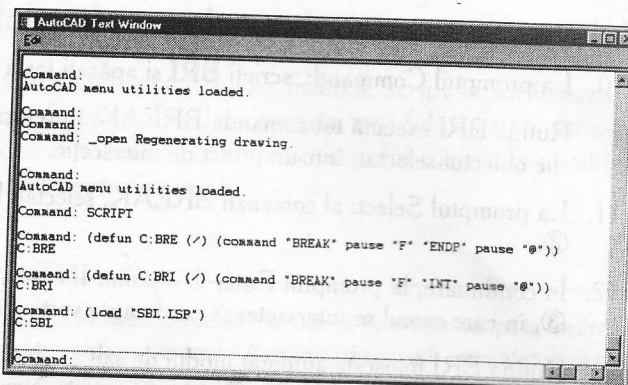 AutoCAD Text Window
Edit
Command:
AutoCAD menu utilities loaded.
Command:
Command:
Command: _open Regenerating drawing.
Command:
AutoCAD menu utilities loaded.
Command: SCRIPT
Command: (defun C:BRE (/) (command "BREAK" pause "F" "ENDP" pause "@"))
C:BRE
Command: (defun C:BRI (/) (command "BREAK" pause "F" "INT" pause "@"))
C:BRI
Command: (load "SBL.LSP")
C:SBL
Command: